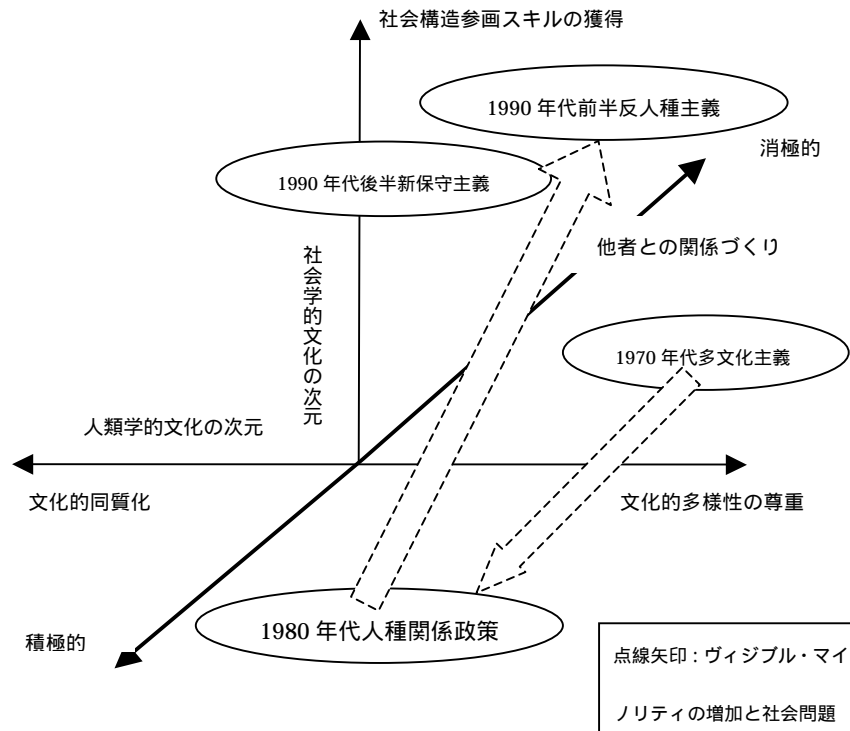 社会構造参画スキルの獲得
1990 年代前半反人種主義
消極的
1990 年代後半新保守主義
他者との関係づくり
社会学的文化の次元
1970 年代多文化主義
人類学的文化の次元
文化的同質化
文化的多様性の尊重
1980 年代人種関係政策
積極的
点線矢印：ヴィジブル・マイ
ノリティの増加と社会問題